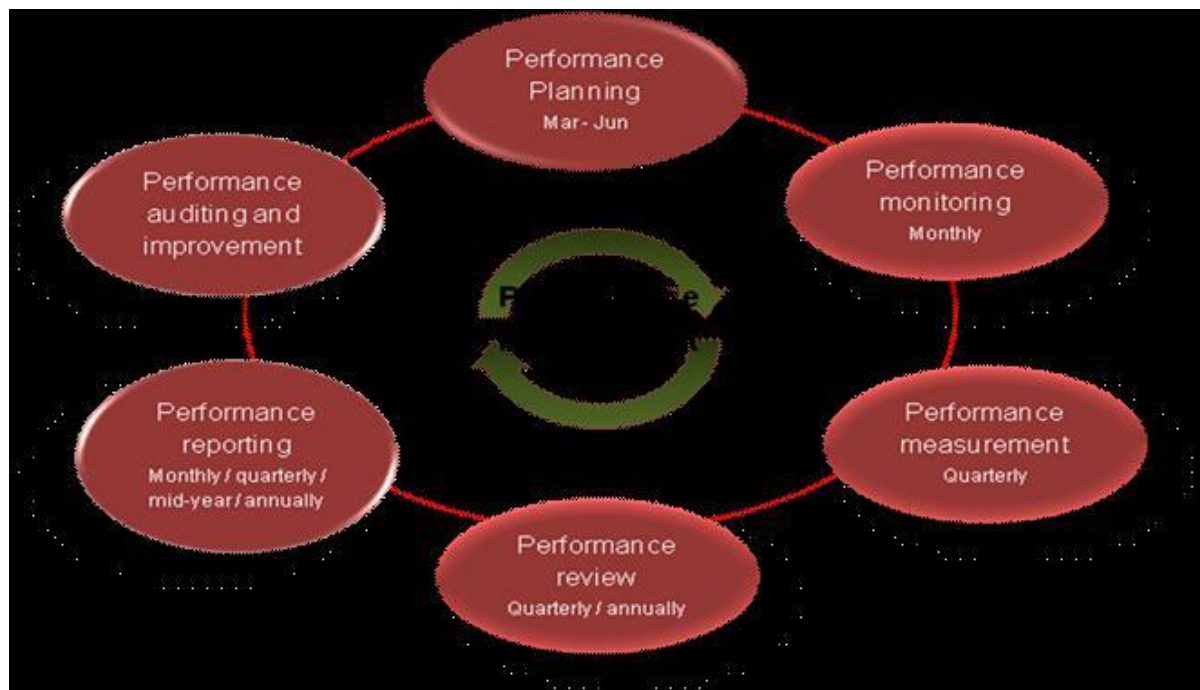 Performance
Planning
Mar- Jun
Performance
monitoring
Monthly
Performance
measurement
Quarterly
Performance
review
Quarterly / annually
Performance
reporting
Monthly / quarterly /
mid-year / annually
Performance
auditing and
improvement